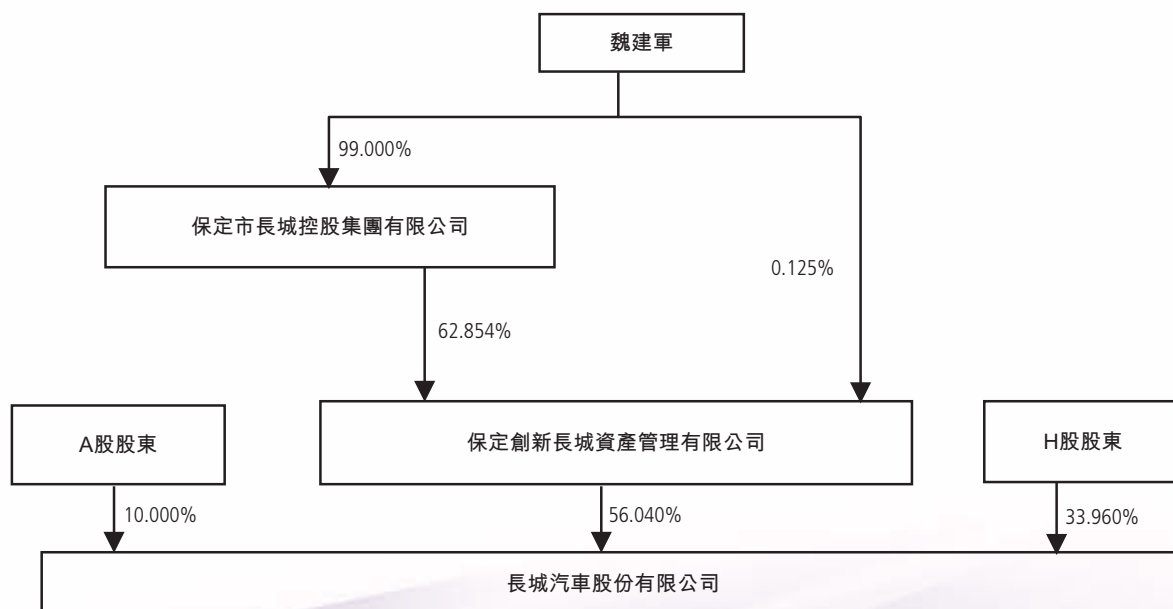 魏建軍
99.000%
保定市長城控股集團有限公司
0.125%
62.854%
A股股東
保定創新長城資產管理有限公司
H股股東
10.000%
56.040%
33.960%
長城汽車股份有限公司